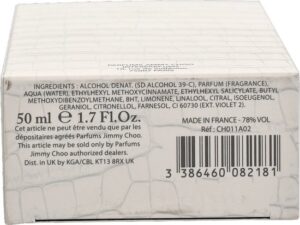 INGREDIENTS : ALCOHOL DENAT. (SD ALCOHOL 39-C), PARFUM (FRAGRANCE),
AQUA (WATER), ETHYLHEXYL METHOXYCINNAMATE, ETHYLHEXYL SALICYLATE, BUTYL
METHOXYDIBENZOYLMETHANE, BHT, LIMONENE, LINALOOL, CITRAL, ISOEUGENOL,
GERANIOL, CITRONELLOL, FARNESOL, CI 60730 (EXT. VIOLET 2).
50 ml e 1.7 Fl.Oz.
Cet article ne peut être vendu que par les
dépositaires agréés Parfums Jimmy Choo.
This article may be sold only by Parfums
Jimmy Choo authorized dealers.
Dist. in UK by KGA/CBL KT13 8RX UK
MADE IN FRANCE - 78% VOL
Réf.: CH011A02
3 386460 082181